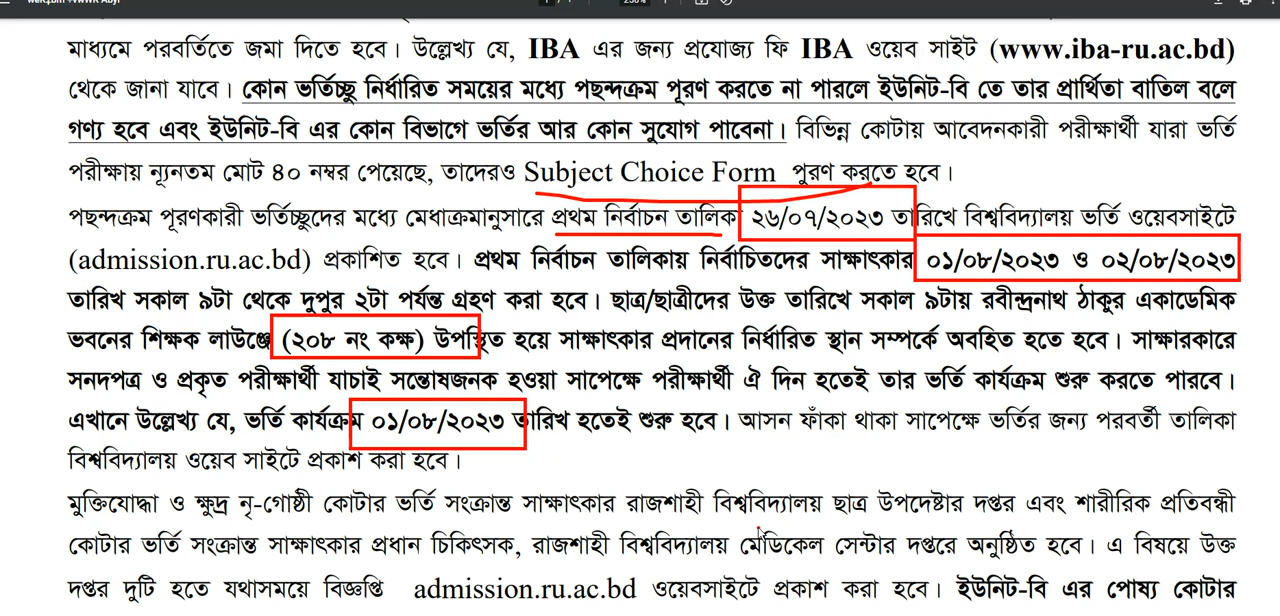 মাধ্যমে পরবর্তিতে জমা দিতে হবে। উল্লেখ্য যে, IBA এর জন্য প্রযোজ্য ফি IBA ওয়েব সাইট (www.iba-ru.ac.bd)
থেকে জানা যাবে। কোন ভর্তিচ্ছু নির্ধারিত সময়ের মধ্যে পছন্দক্রম পূরণ করতে না পারলে ইউনিট-বি তে তার প্রার্থিতা বাতিল বলে
গণ্য হবে এবং ইউনিট-বি এর কোন বিভাগে ভর্তির আর কোন সুযোগ পাবেনা। বিভিন্ন কোটায় আবেদনকারী পরীক্ষার্থী যারা ভর্তি
পরীক্ষায় ন্যূনতম মোট ৪০ নম্বর পেয়েছে, তাদেরও Subject Choice Form পুরণ করতে হবে।
পছন্দক্রম পূরণকারী ভর্তিচ্ছুদের মধ্যে মেধাক্রমানুসারে প্রথম নির্বাচন তালিকা ২৬/০৭/২০২৩ তারিখে বিশ্ববিদ্যালয় ভর্তি ওয়েবসাইটে
(admission.ru.ac.bd) প্রকাশিত হবে। প্রথম নির্বাচন তালিকায় নির্বাচিতদের সাক্ষাৎকার ০১/০৮/২০২৩ ও ০২/০৮/২০২৩
তারিখ সকাল ৯টা থেকে দুপুর ২টা পর্যন্ত গ্রহণ করা হবে। ছাত্র/ছাত্রীদের উক্ত তারিখে সকাল ৯টায় রবীন্দ্রনাথ ঠাকুর একাডেমিক
ভবনের শিক্ষক লাউঞ্জে (২০৮ নং কক্ষ) উপস্থিত হয়ে সাক্ষাৎকার প্রদানের নির্ধারিত স্থান সম্পর্কে অবহিত হতে হবে। সাক্ষারকারে
সনদপত্র ও প্রকৃত পরীক্ষার্থী যাচাই সন্তোষজনক হওয়া সাপেক্ষে পরীক্ষার্থী ঐ দিন হতেই তার ভর্তি কার্যক্রম শুরু করতে পারবে।
এখানে উল্লেখ্য যে, ভর্তি কার্যক্রম ০১/০৮/২০২৩ তারিখ হতেই শুরু হবে। আসন ফাঁকা থাকা সাপেক্ষে ভর্তির জন্য পরবর্তী তালিকা
বিশ্ববিদ্যালয় ওয়েব সাইটে প্রকাশ করা হবে।
মুক্তিযোদ্ধা ও ক্ষুদ্র নৃ-গোষ্ঠী কোটার ভর্তি সংক্রান্ত সাক্ষাৎকার রাজশাহী বিশ্ববিদ্যালয় ছাত্র উপদেষ্টার দপ্তর এবং শারীরিক প্রতিবন্ধী
কোটার ভর্তি সংক্রান্ত সাক্ষাৎকার প্রধান চিকিৎসক, রাজশাহী বিশ্ববিদ্যালয় মেডিকেল সেন্টার দপ্তরে অনুষ্ঠিত হবে। এ বিষয়ে উক্ত
দপ্তর দুটি হতে যথাসময়ে বিজ্ঞপ্তি admission.ru.ac.bd ওয়েবসাইটে প্রকাশ করা হবে। ইউনিট-বি এর পোষ্য কোটার